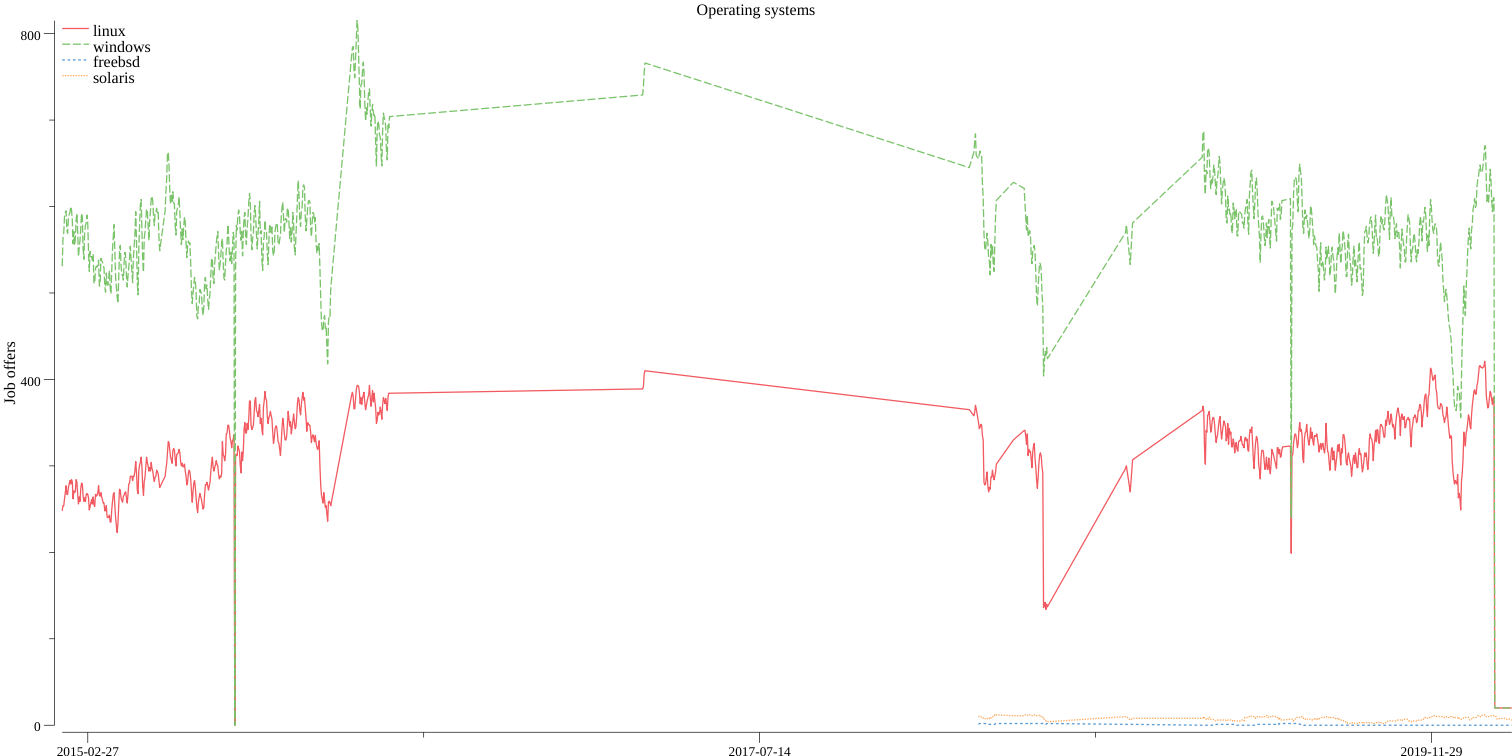 Operating systems
800
linux
windows
freebsd
solaris
Job offers
400
0
2015-02-27
2017-07-14
2019-11-29